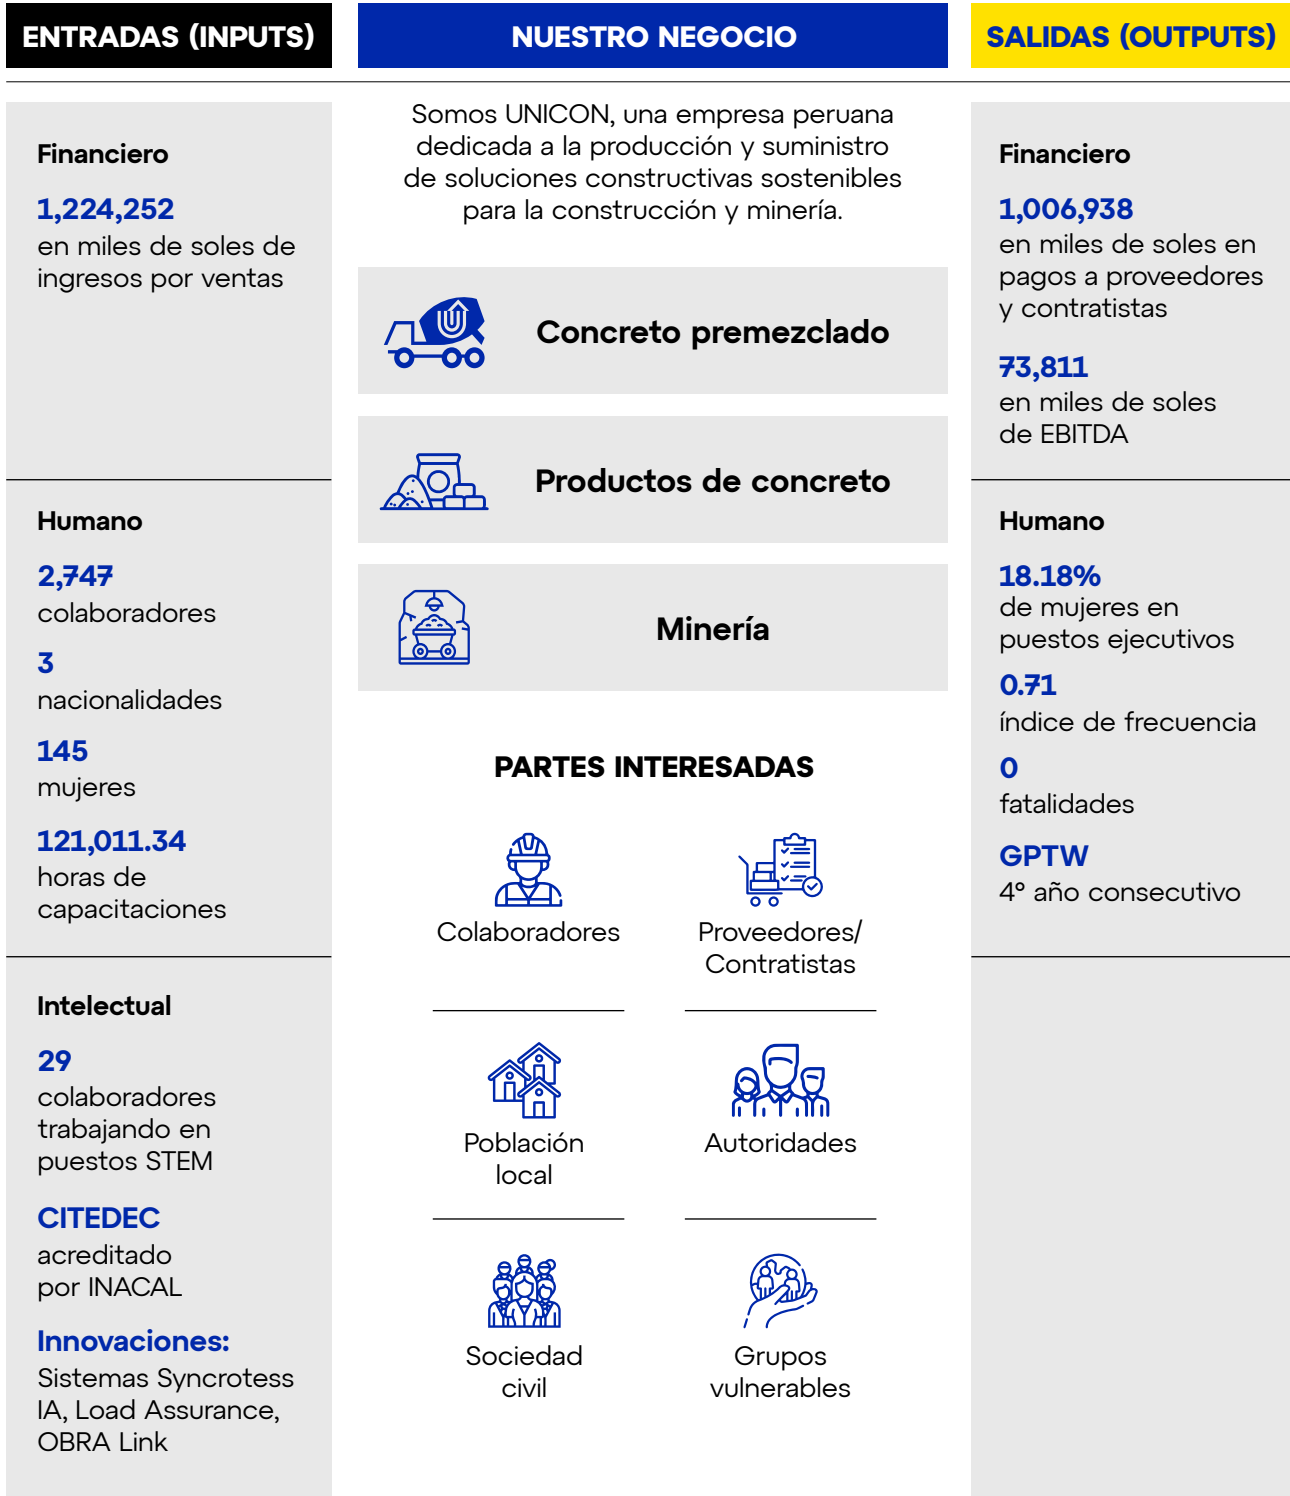 ENTRADAS (INPUTS)
Financiero
1,224,252
en miles de soles de
ingresos por ventas
Humano
2,747
colaboradores
3
nacionalidades
145
mujeres
121,011.34
horas de
capacitaciones
Intelectual
29
colaboradores
trabajando en
puestos STEM
CITEDEC
acreditado
por INACAL
Innovaciones:
Sistemas Syncrotess
IA, Load Assurance,
OBRA Link
NUESTRO NEGOCIO
Somos UNICON, una empresa peruana
dedicada a la producción y suministro
de soluciones constructivas sostenibles
para la construcción y minería.
Concreto premezclado
Productos de concreto
Minería
PARTES INTERESADAS
Colaboradores
Proveedores/
Contratistas
Población
local
Autoridades
Sociedad
civil
Grupos
vulnerables
SALIDAS (OUTPUTS)
Financiero
1,006,938
en miles de soles en
pagos a proveedores
y contratistas
73,811
en miles de soles
de EBITDA
Humano
18.18%
de mujeres en
puestos ejecutivos
0.71
índice de frecuencia
0
fatalidades
GPTW
4° año consecutivo